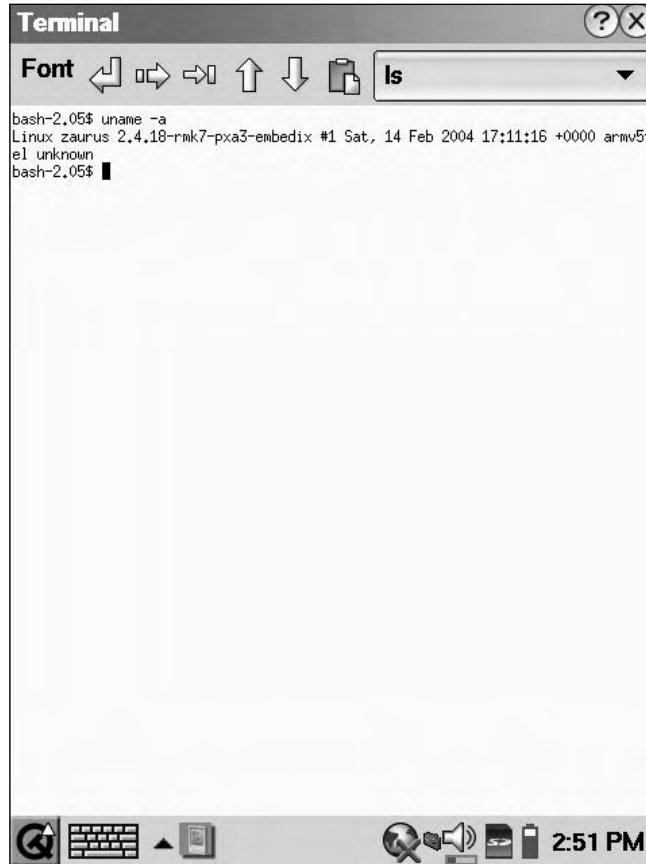 Terminal
Font ls
bash-2.05$ uname -a
Linux zaurus 2.4.18-rmk7-pxa3-embedix #1 Sat, 14 Feb 2004 17:11:16 +0000 armv5t
el unknown
bash-2.05$
2:51 PM